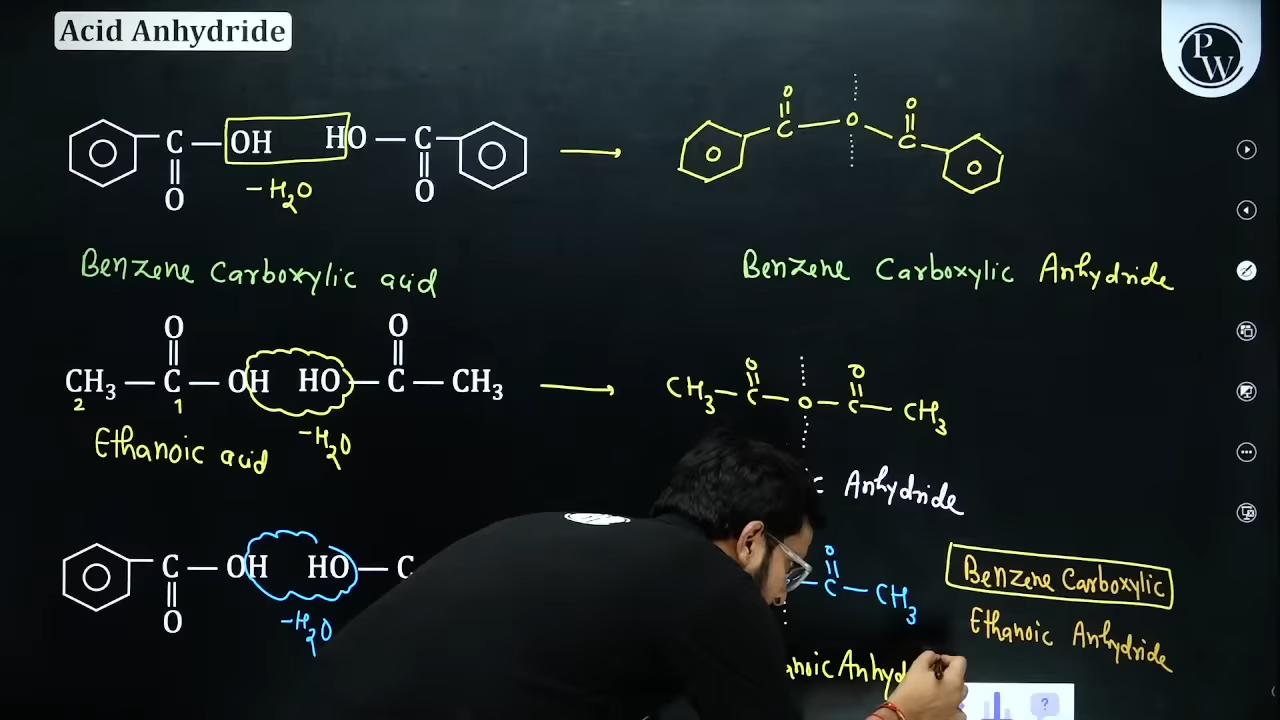 Acid Anhydride
PW
C — OH HO — C
O O
-H₂O
O O
C O C
Benzene Carboxylic acid
Benzene Carboxylic Anhydride
O O
CH₃ — C — OH HO — C — CH₃
2 1
Ethanoic acid
-H₂O
O O
CH₃ — C — O — C — CH₃
Anhydride
C — OH HO — C
O
-H₂O
O
C — CH₃
Benzene Carboxylic
Ethanoic Anhydride
?